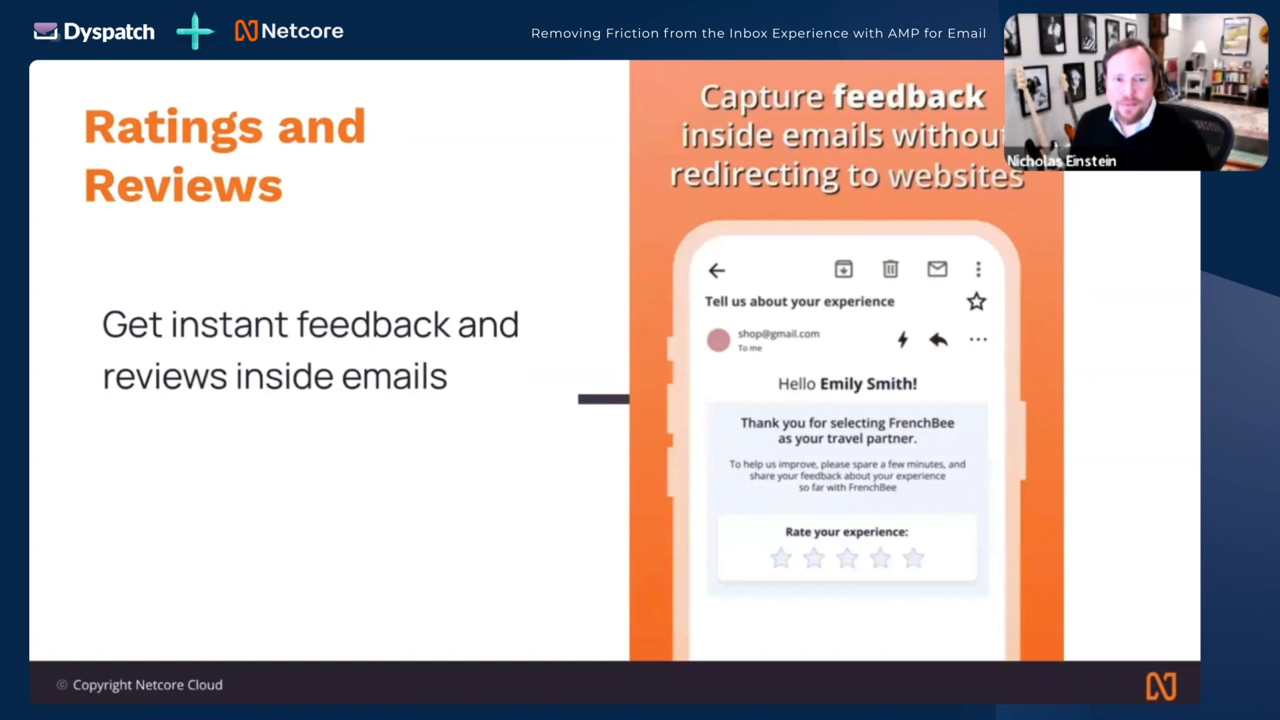 Dyspatch
Netcore
Removing Friction from the Inbox Experience with AMP for Email
Nicholas Einstein
Ratings and
Reviews
Get instant feedback and
reviews inside emails
Capture feedback
inside emails without
redirecting to websites
Tell us about your experience
shop@gmail.com
To me
Hello Emily Smith!
Thank you for selecting FrenchBee
as your travel partner.
To help us improve, please spare a few minutes, and
share your feedback about your experience
so far with FrenchBee
Rate your experience:
© Copyright Netcore Cloud